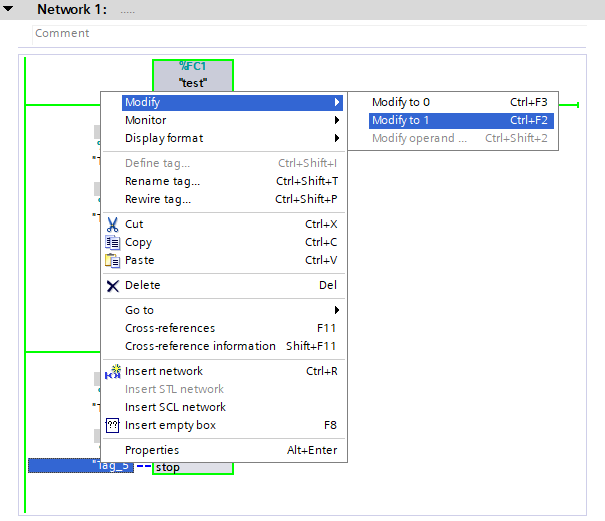 Network 1: .....
Comment
%FC1
"test"
Modify
Monitor
Display format
Define tag... Ctrl+Shift+I
Rename tag... Ctrl+Shift+T
Rewire tag... Ctrl+Shift+P
Cut Ctrl+X
Copy Ctrl+C
Paste Ctrl+V
Delete Del
Go to
Cross-references F11
Cross-reference information Shift+F11
Insert network Ctrl+R
Insert STL network
Insert SCL network
Insert empty box F8
Properties Alt+Enter
Modify to 0 Ctrl+F3
Modify to 1 Ctrl+F2
Modify operand ... Ctrl+Shift+2
"Tag_5" stop